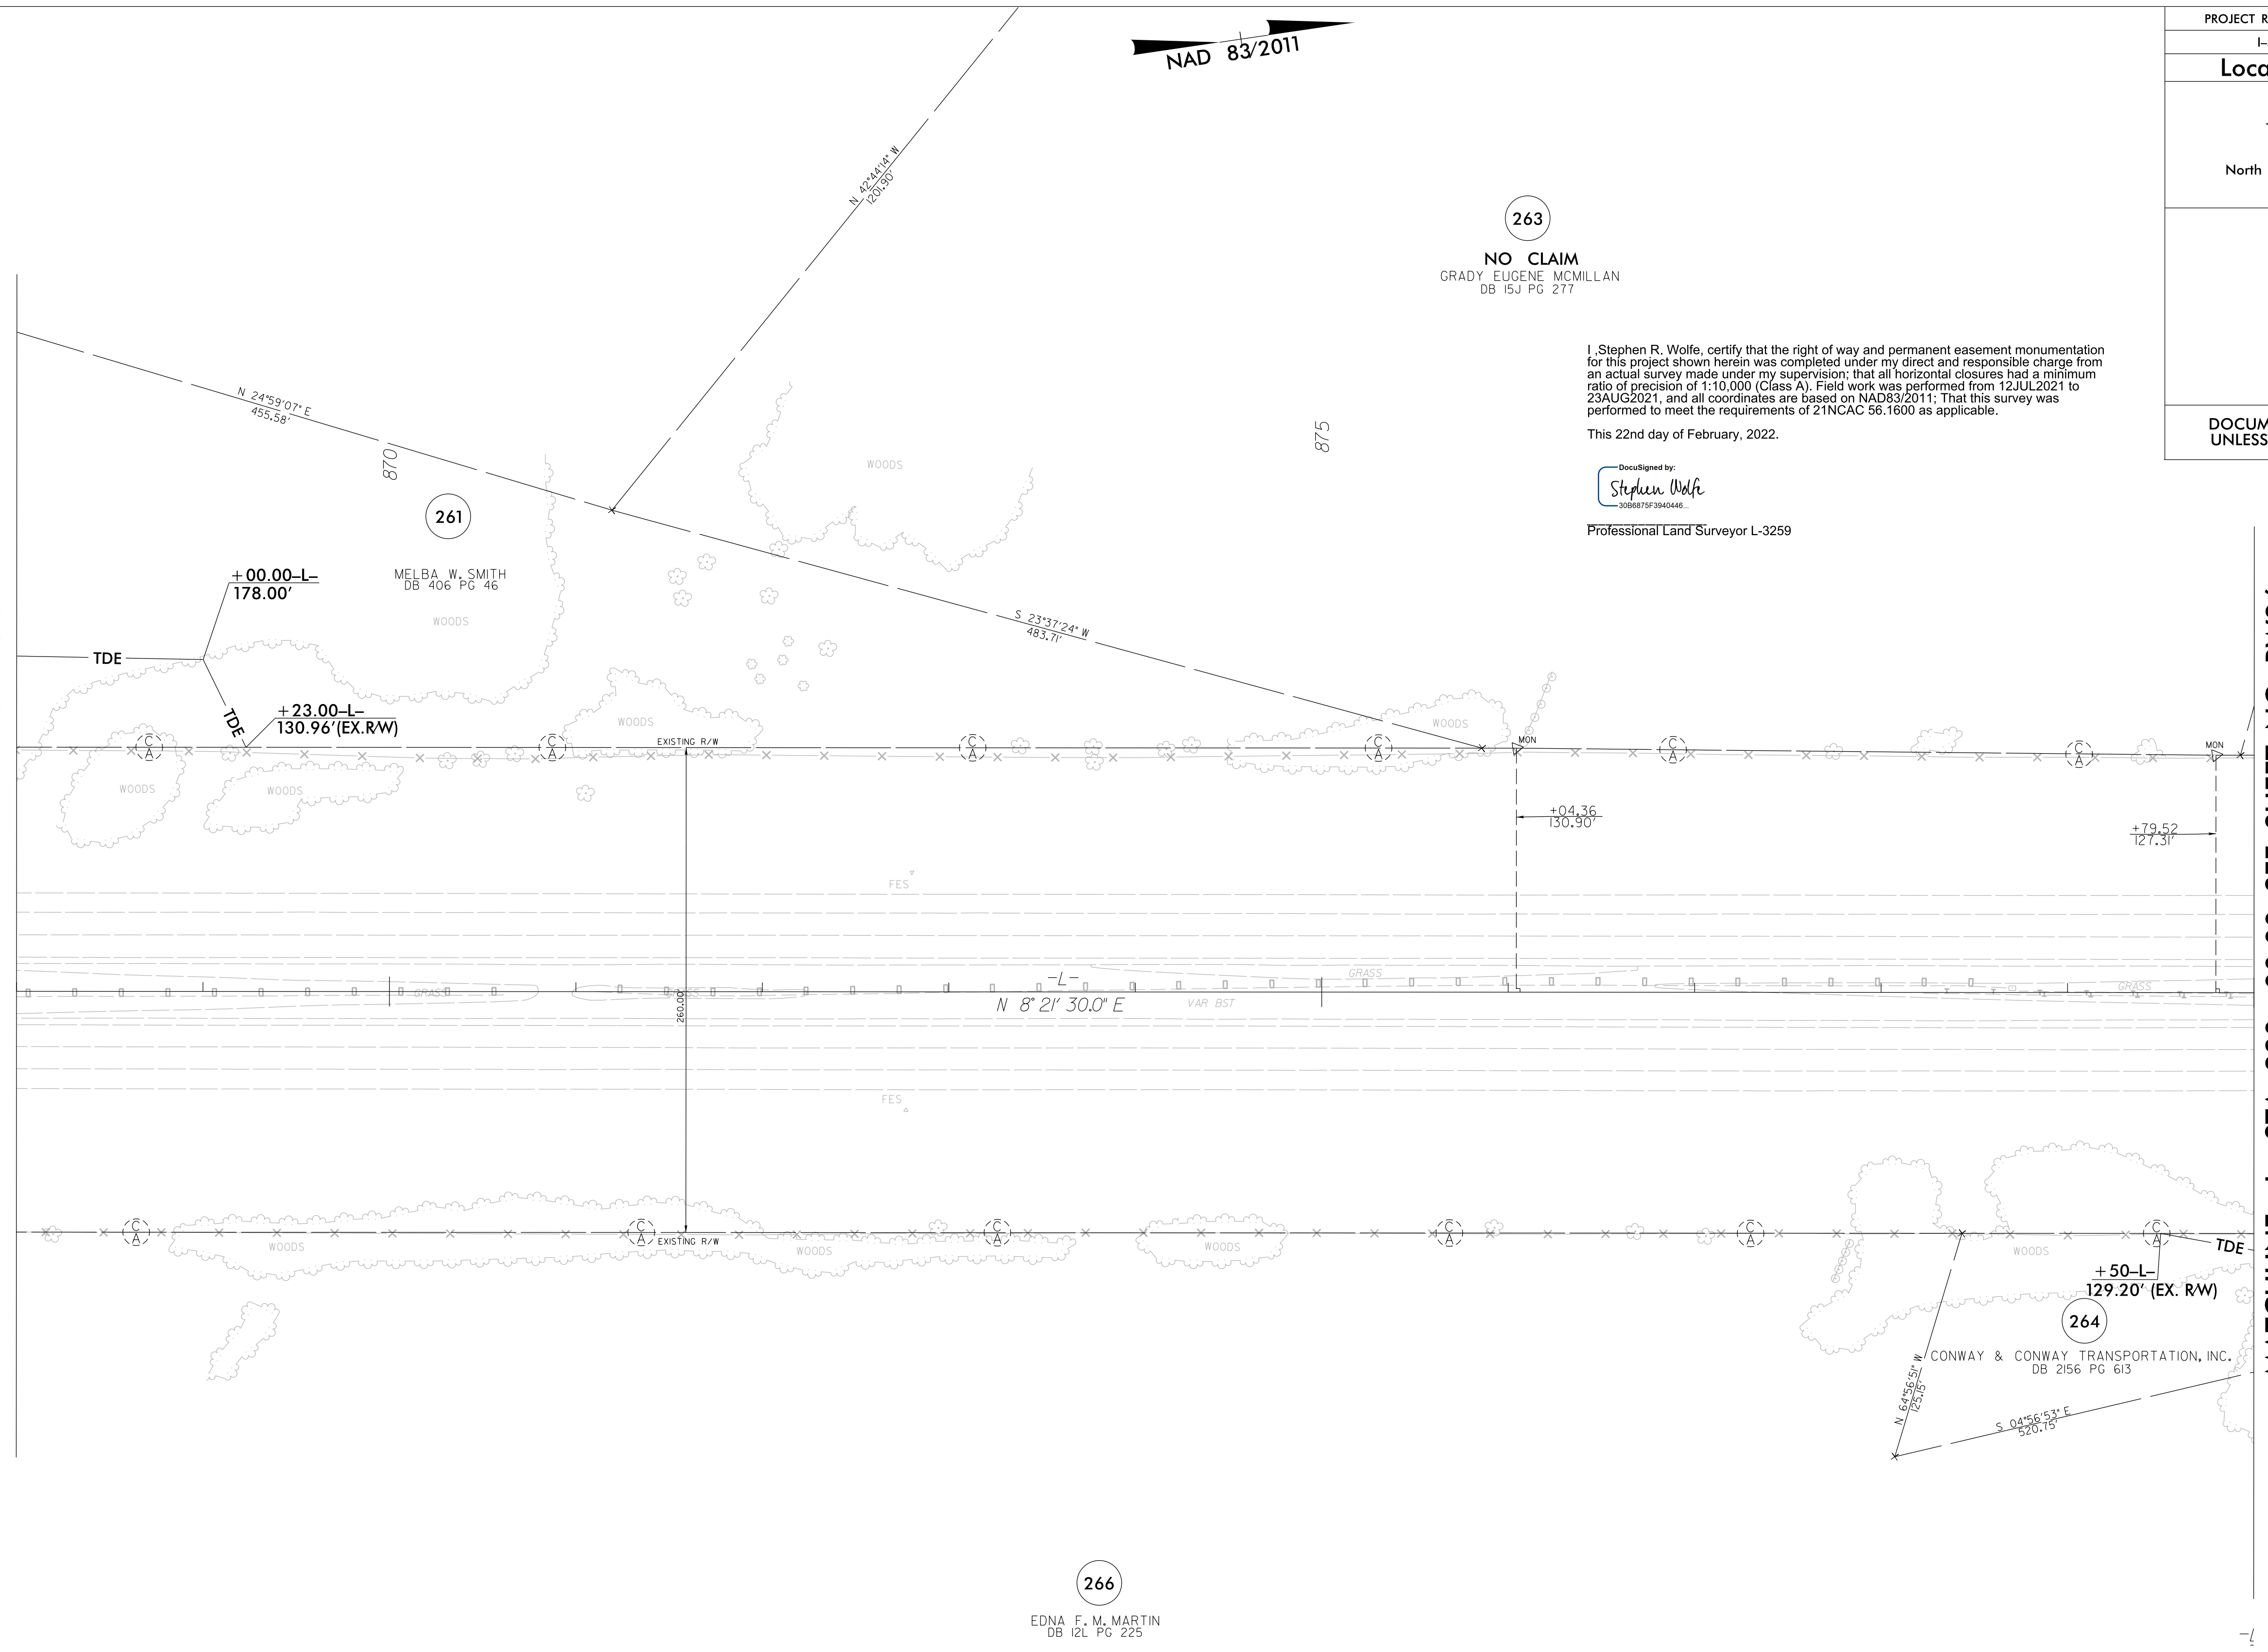 NAD 83/2011
PROJECT R
I-
Loca
North
DOCUM
UNLESS
N 42°44'14" W
1201.90'
263
NO CLAIM
GRADY EUGENE MCMILLAN
DB 15J PG 277
I ,Stephen R. Wolfe, certify that the right of way and permanent easement monumentation
for this project shown herein was completed under my direct and responsible charge from
an actual survey made under my supervision; that all horizontal closures had a minimum
ratio of precision of 1:10,000 (Class A). Field work was performed from 12JUL2021 to
23AUG2021, and all coordinates are based on NAD83/2011; That this survey was
performed to meet the requirements of 21NCAC 56.1600 as applicable.
This 22nd day of February, 2022.
DocuSigned by:
Stephen Wolfe
30B6875F3940446...
Professional Land Surveyor L-3259
N 24°59'07" E
455.58'
870
875
WOODS
261
MELBA W. SMITH
DB 406 PG 46
WOODS
+00.00-L-
178.00'
TDE
TDE
+23.00-L-
130.96'(EX.R/W)
S 23°37'24" W
483.71'
WOODS
WOODS
EXISTING R/W
MON
MON
C
A
C
A
C
A
C
A
C
A
C
A
WOODS
WOODS
+04.36
130.90'
+79.52
127.31'
FES
GRASS
GRASS
GRASS
GRASS
-L-
N 8° 21' 30.0" E
VAR BST
260.00'
FES
C
A
C
A
C
A
C
A
C
A
C
A
EXISTING R/W
WOODS
WOODS
WOODS
WOODS
TDE
+50-L-
129.20' (EX. R/W)
264
CONWAY & CONWAY TRANSPORTATION, INC.
DB 2156 PG 613
N 64°56'51" W
125.15'
S 04°56'53" E
520.75'
266
EDNA F. M. MARTIN
DB 12L PG 225
-L